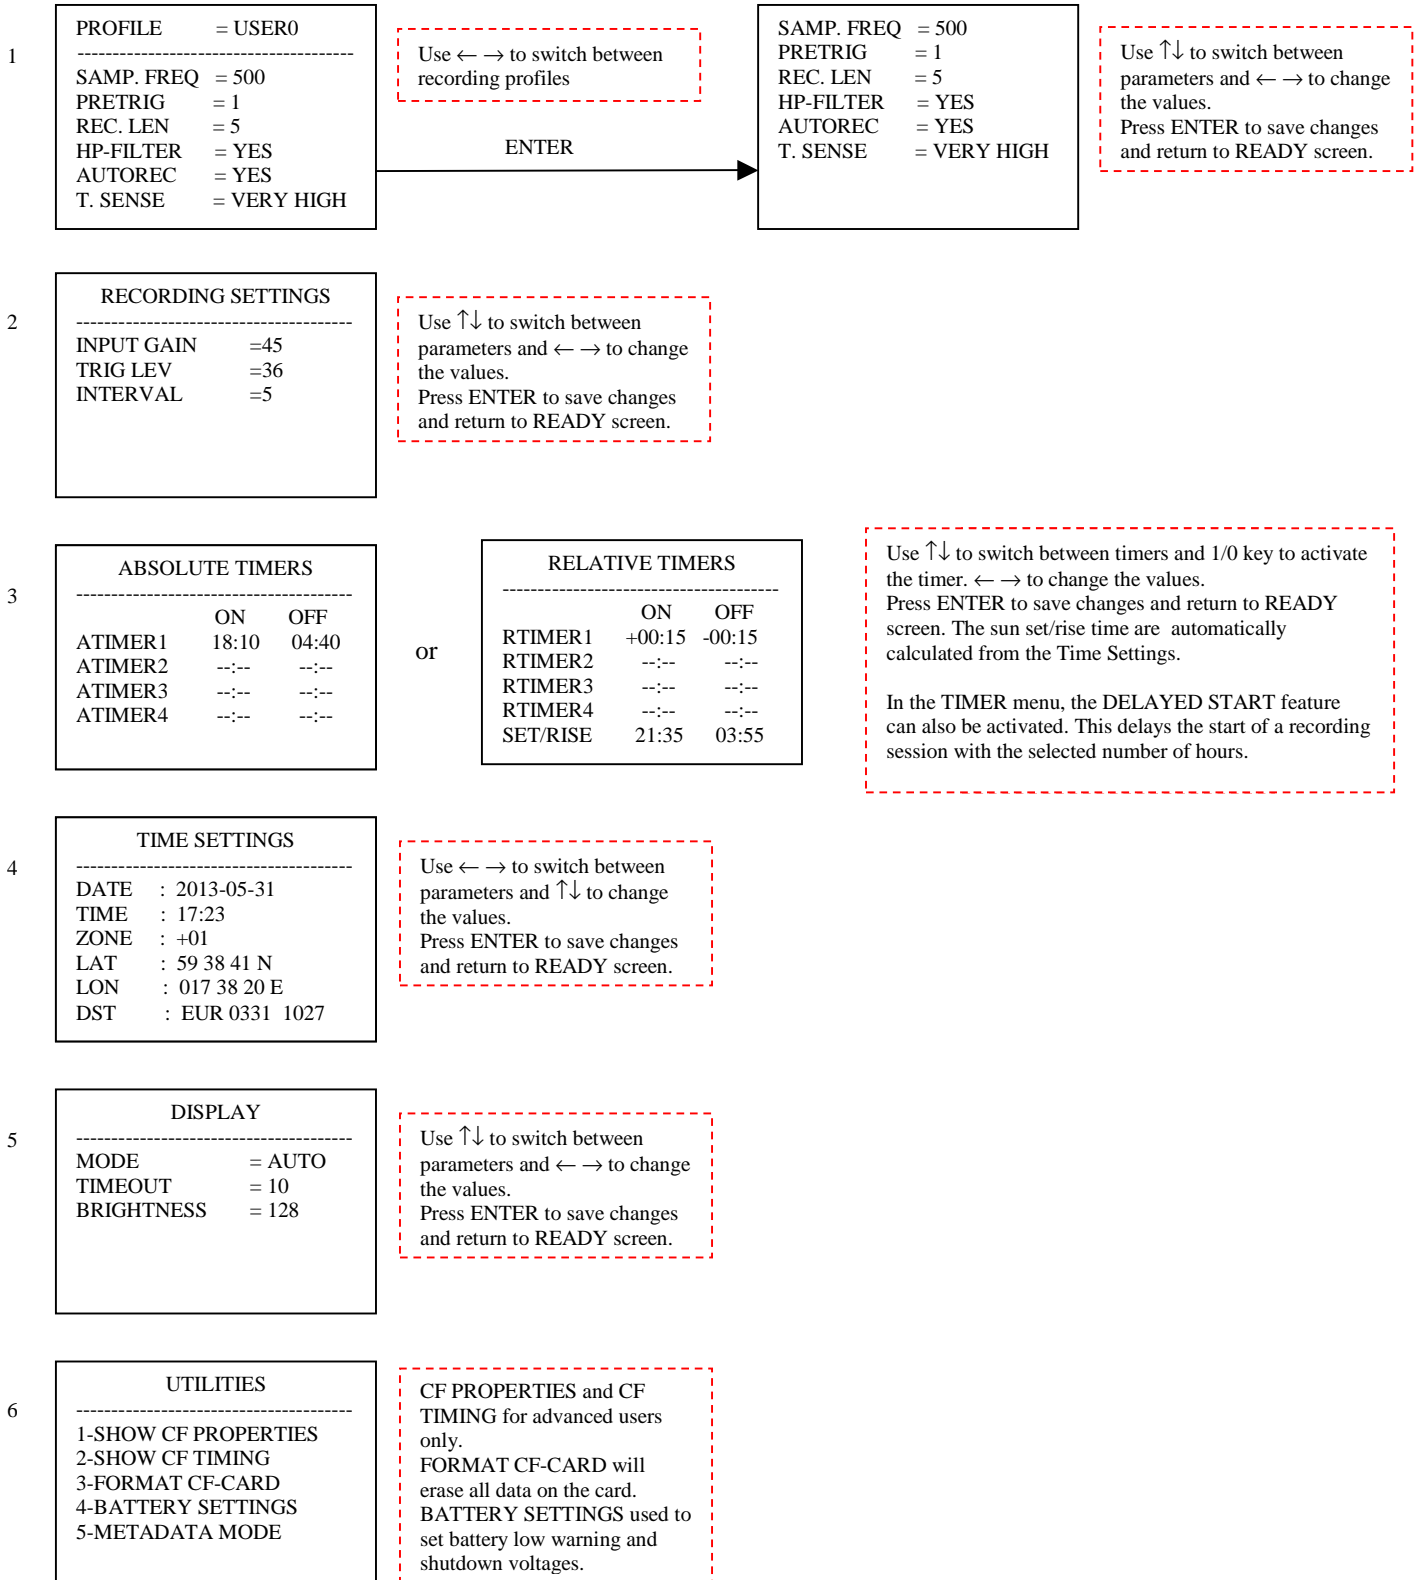 1
PROFILE = USER0
---------------------------------------
SAMP. FREQ = 500
PRETRIG = 1
REC. LEN = 5
HP-FILTER = YES
AUTOREC = YES
T. SENSE = VERY HIGH
Use ← → to switch between
recording profiles
ENTER
SAMP. FREQ = 500
PRETRIG = 1
REC. LEN = 5
HP-FILTER = YES
AUTOREC = YES
T. SENSE = VERY HIGH
Use ↑↓ to switch between
parameters and ← → to change
the values.
Press ENTER to save changes
and return to READY screen.
2
RECORDING SETTINGS
---------------------------------------
INPUT GAIN =45
TRIG LEV =36
INTERVAL =5
Use ↑↓ to switch between
parameters and ← → to change
the values.
Press ENTER to save changes
and return to READY screen.
3
ABSOLUTE TIMERS
---------------------------------------
ON OFF
ATIMER1 18:10 04:40
ATIMER2 --:-- --:--
ATIMER3 --:-- --:--
ATIMER4 --:-- --:--
or
RELATIVE TIMERS
---------------------------------------
ON OFF
RTIMER1 +00:15 -00:15
RTIMER2 --:-- --:--
RTIMER3 --:-- --:--
RTIMER4 --:-- --:--
SET/RISE 21:35 03:55
Use ↑↓ to switch between timers and 1/0 key to activate
the timer. ← → to change the values.
Press ENTER to save changes and return to READY
screen. The sun set/rise time are automatically
calculated from the Time Settings.
In the TIMER menu, the DELAYED START feature
can also be activated. This delays the start of a recording
session with the selected number of hours.
4
TIME SETTINGS
---------------------------------------
DATE : 2013-05-31
TIME : 17:23
ZONE : +01
LAT : 59 38 41 N
LON : 017 38 20 E
DST : EUR 0331 1027
Use ← → to switch between
parameters and ↑↓ to change
the values.
Press ENTER to save changes
and return to READY screen.
5
DISPLAY
---------------------------------------
MODE = AUTO
TIMEOUT = 10
BRIGHTNESS = 128
Use ↑↓ to switch between
parameters and ← → to change
the values.
Press ENTER to save changes
and return to READY screen.
6
UTILITIES
---------------------------------------
1-SHOW CF PROPERTIES
2-SHOW CF TIMING
3-FORMAT CF-CARD
4-BATTERY SETTINGS
5-METADATA MODE
CF PROPERTIES and CF
TIMING for advanced users
only.
FORMAT CF-CARD will
erase all data on the card.
BATTERY SETTINGS used to
set battery low warning and
shutdown voltages.